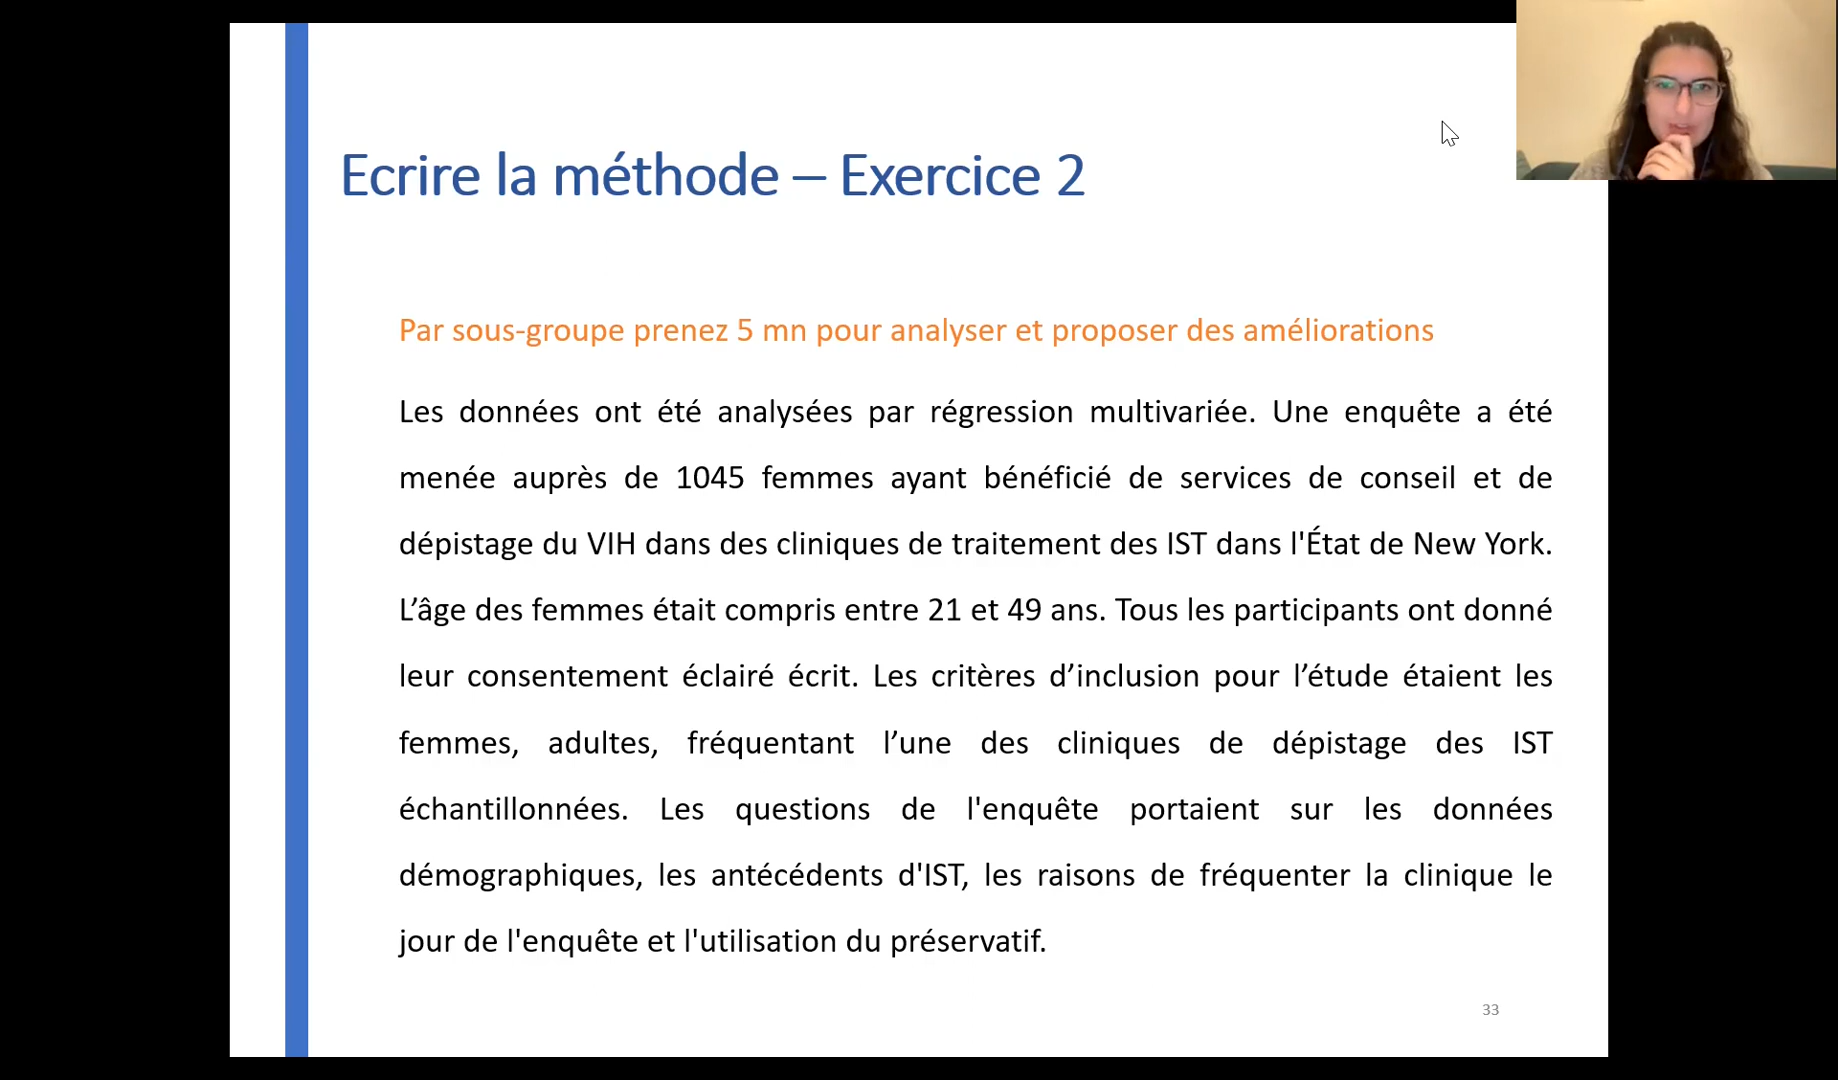 Ecrire la méthode – Exercice 2
Par sous-groupe prenez 5 mn pour analyser et proposer des améliorations
Les données ont été analysées par régression multivariée. Une enquête a été
menée auprès de 1045 femmes ayant bénéficié de services de conseil et de
dépistage du VIH dans des cliniques de traitement des IST dans l'État de New York.
L’âge des femmes était compris entre 21 et 49 ans. Tous les participants ont donné
leur consentement éclairé écrit. Les critères d’inclusion pour l’étude étaient les
femmes, adultes, fréquentant l’une des cliniques de dépistage des IST
échantillonnées. Les questions de l'enquête portaient sur les données
démographiques, les antécédents d'IST, les raisons de fréquenter la clinique le
jour de l'enquête et l'utilisation du préservatif.
33